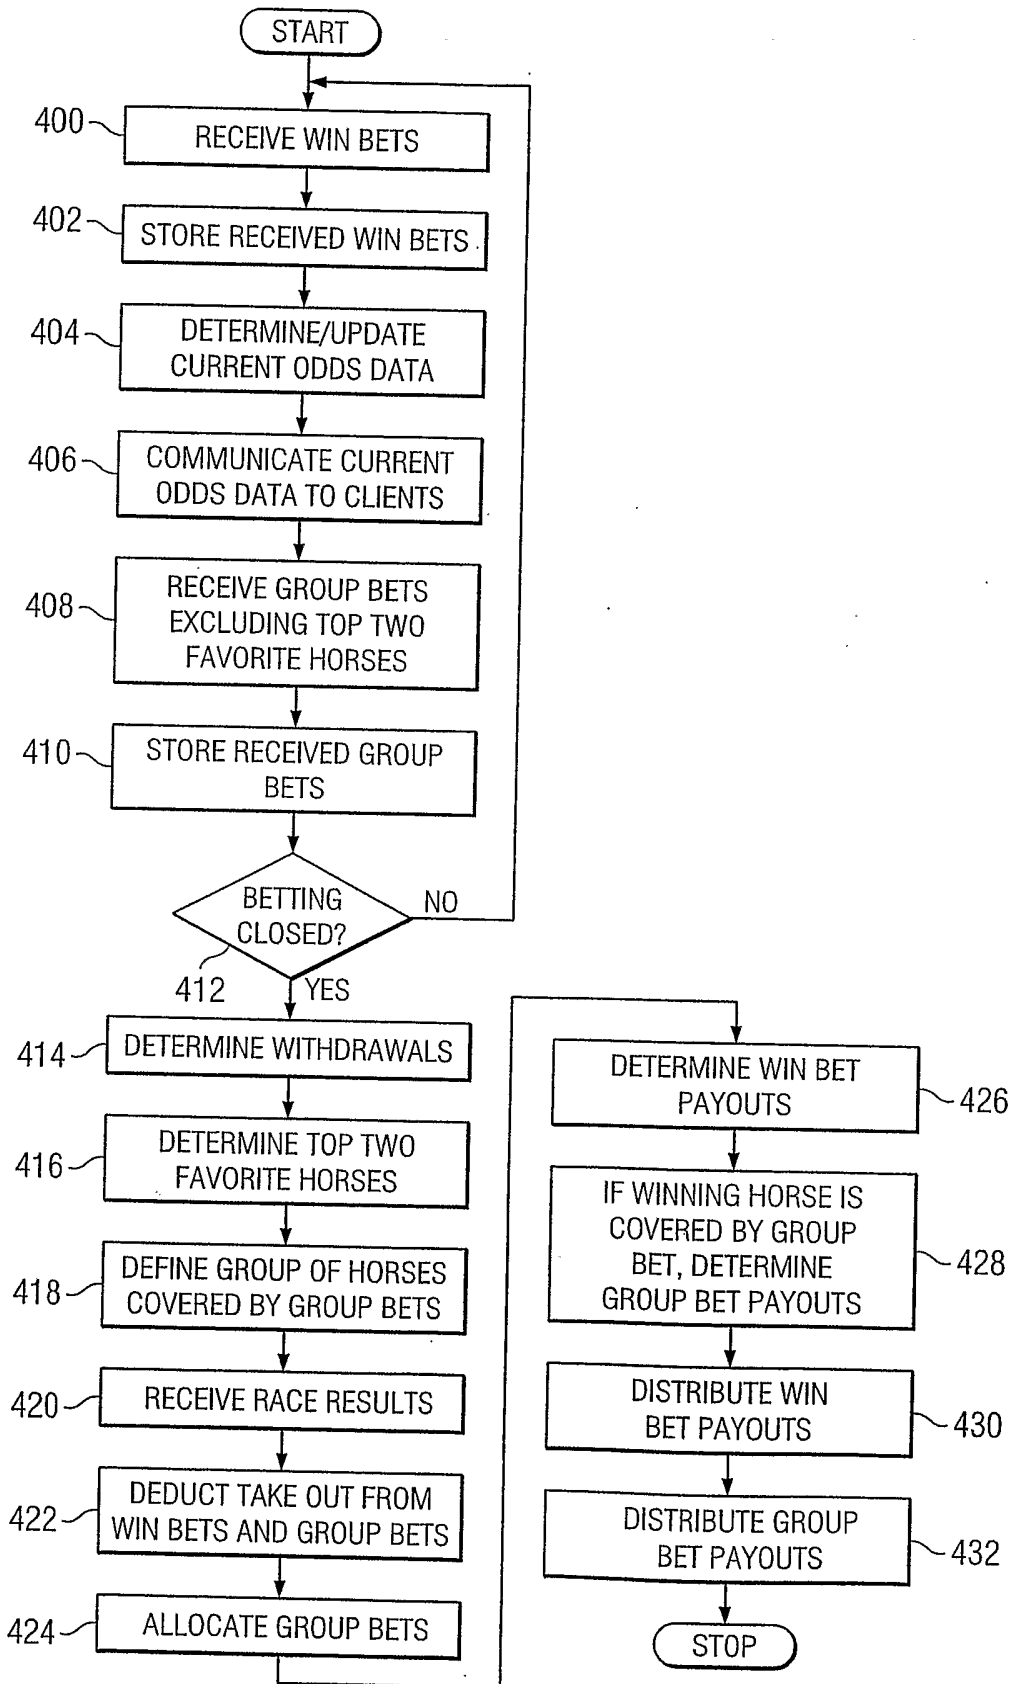 START
400
RECEIVE WIN BETS
402
STORE RECEIVED WIN BETS
404
DETERMINE/UPDATE
CURRENT ODDS DATA
406
COMMUNICATE CURRENT
ODDS DATA TO CLIENTS
408
RECEIVE GROUP BETS
EXCLUDING TOP TWO
FAVORITE HORSES
410
STORE RECEIVED GROUP
BETS
BETTING
CLOSED?
NO
412
YES
414
DETERMINE WITHDRAWALS
416
DETERMINE TOP TWO
FAVORITE HORSES
418
DEFINE GROUP OF HORSES
COVERED BY GROUP BETS
420
RECEIVE RACE RESULTS
422
DEDUCT TAKE OUT FROM
WIN BETS AND GROUP BETS
424
ALLOCATE GROUP BETS
DETERMINE WIN BET
PAYOUTS
426
IF WINNING HORSE IS
COVERED BY GROUP
BET, DETERMINE
GROUP BET PAYOUTS
428
DISTRIBUTE WIN
BET PAYOUTS
430
DISTRIBUTE GROUP
BET PAYOUTS
432
STOP